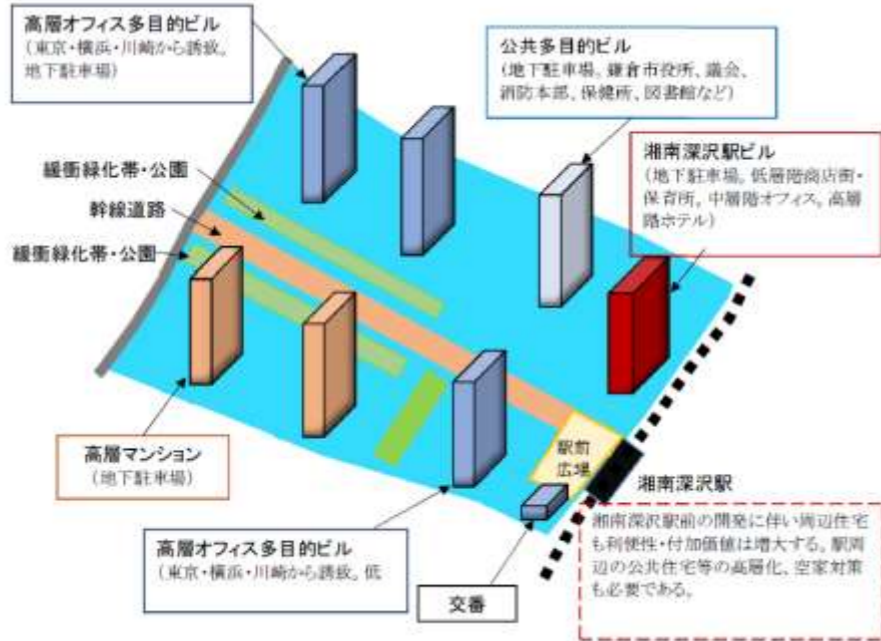 高層オフィス多目的ビル
（東京・横浜・川崎から誘致。
地下駐車場）
公共多目的ビル
（地下駐車場。鎌倉市役所、議会、
消防本部、保健所、図書館など）
湘南深沢駅ビル
（地下駐車場。低層階商店街・
保育所、中層階オフィス、高層
階ホテル）
緩衝緑化帯・公園
幹線道路
緩衝緑化帯・公園
高層マンション
（地下駐車場）
駅前
広場
湘南深沢駅
高層オフィス多目的ビル
（東京・横浜・川崎から誘致。低
交番
湘南深沢駅前の開発に伴い周辺住宅
も利便性・付加価値は増大する。駅周
辺の公共住宅等の高層化、空家対策
も必要である。